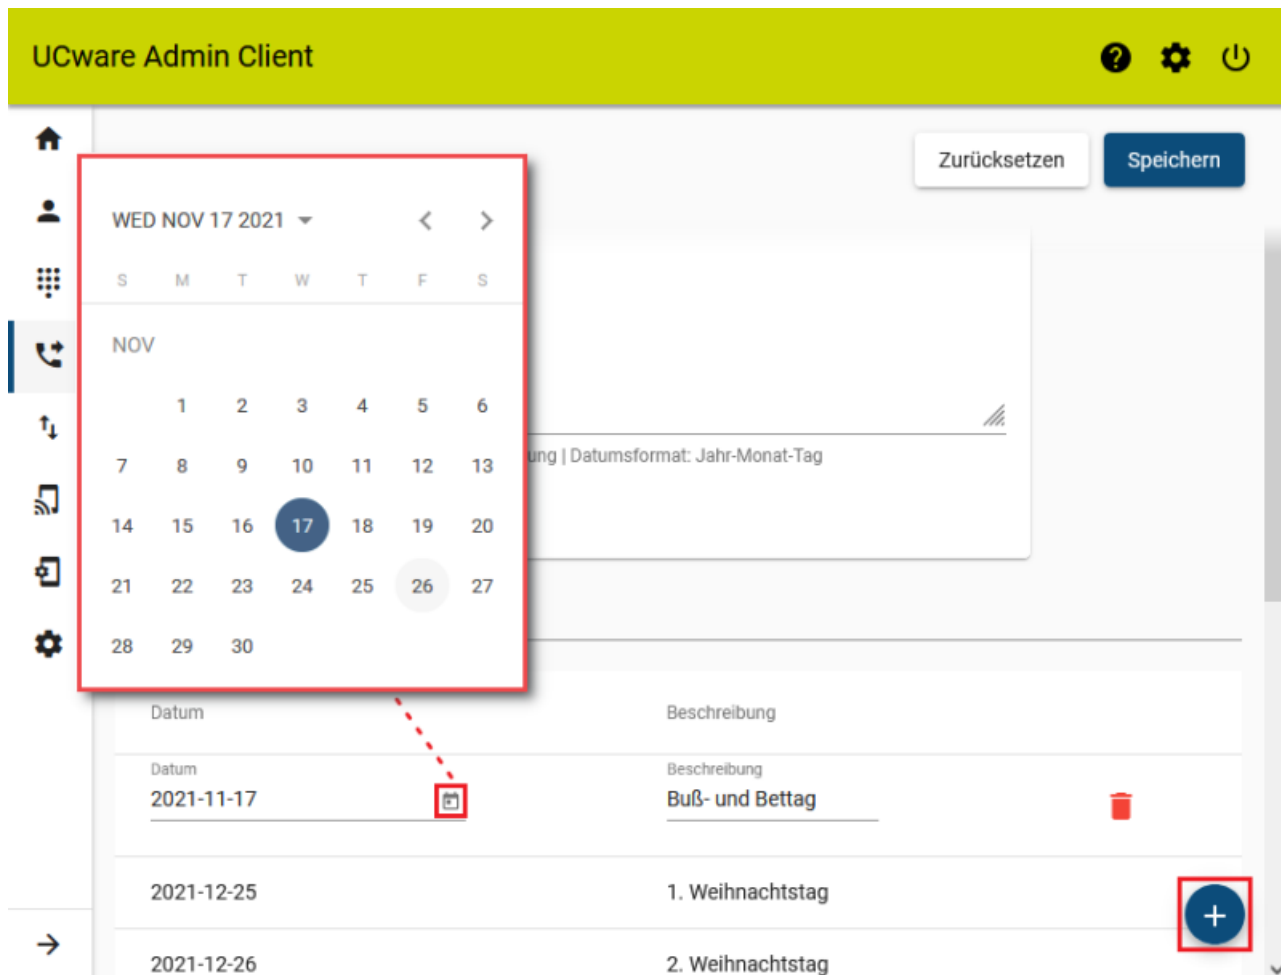 UCware Admin Client
Zurücksetzen
Speichern
WED NOV 17 2021
S M T W T F S
NOV
1 2 3 4 5 6
7 8 9 10 11 12 13
14 15 16 17 18 19 20
21 22 23 24 25 26 27
28 29 30
| Datumsformat: Jahr-Monat-Tag
Datum Beschreibung
Datum Beschreibung
2021-11-17 Buß- und Bettag
2021-12-25 1. Weihnachtstag
2021-12-26 2. Weihnachtstag